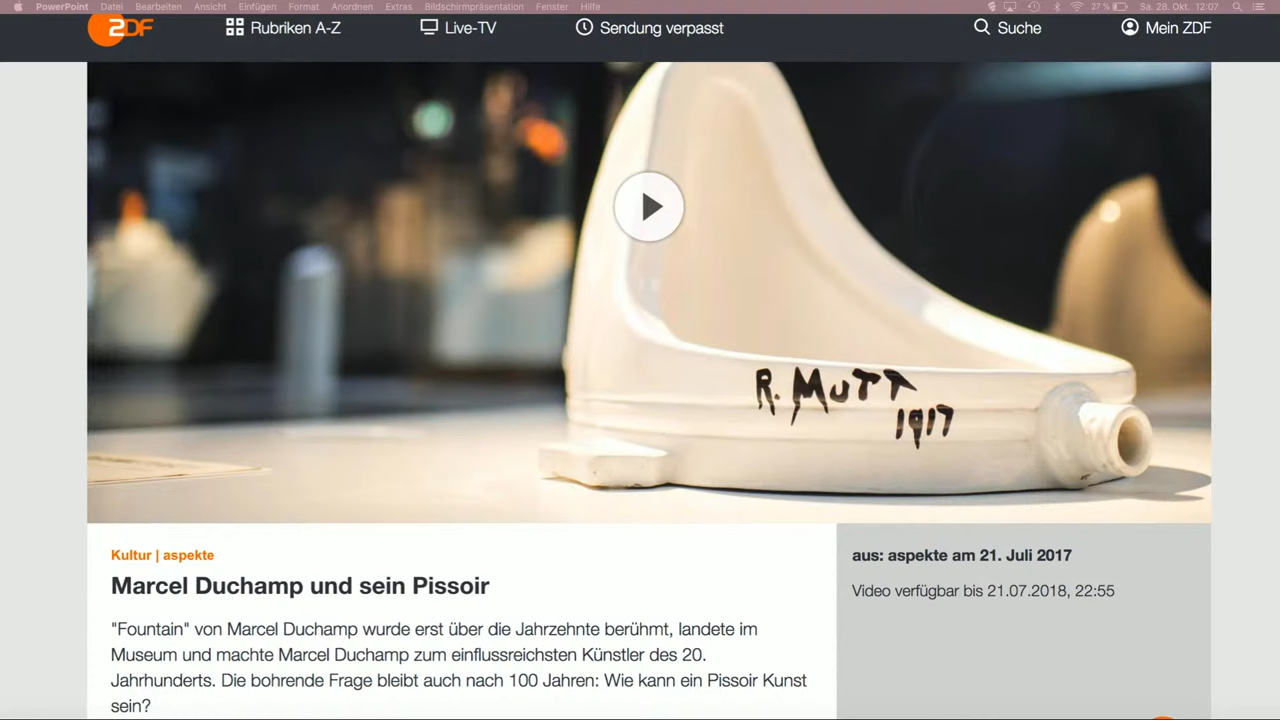 PowerPoint Datei Bearbeiten Ansicht Einfügen Format Anordnen Extras Bildschirmpräsentation Fenster Hilfe 27 % Sa. 28. Okt. 12:07
ZDF Rubriken A-Z Live-TV Sendung verpasst Suche Mein ZDF
R. MUTT
1917
Kultur | aspekte
Marcel Duchamp und sein Pissoir
"Fountain" von Marcel Duchamp wurde erst über die Jahrzehnte berühmt, landete im
Museum und machte Marcel Duchamp zum einflussreichsten Künstler des 20.
Jahrhunderts. Die bohrende Frage bleibt auch nach 100 Jahren: Wie kann ein Pissoir Kunst
sein?
aus: aspekte am 21. Juli 2017
Video verfügbar bis 21.07.2018, 22:55